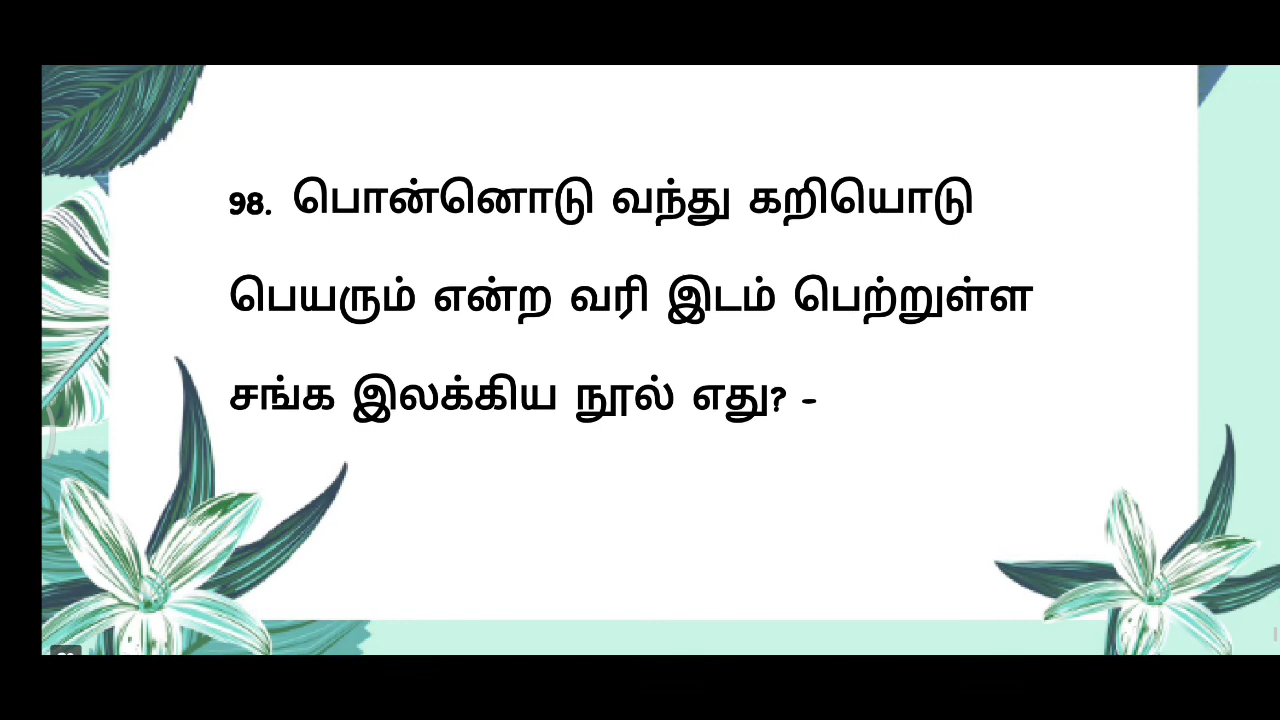 98. பொன்னொடு வந்து கறியொடு
பெயரும் என்ற வரி இடம் பெற்றுள்ள
சங்க இலக்கிய நூல் எது? -